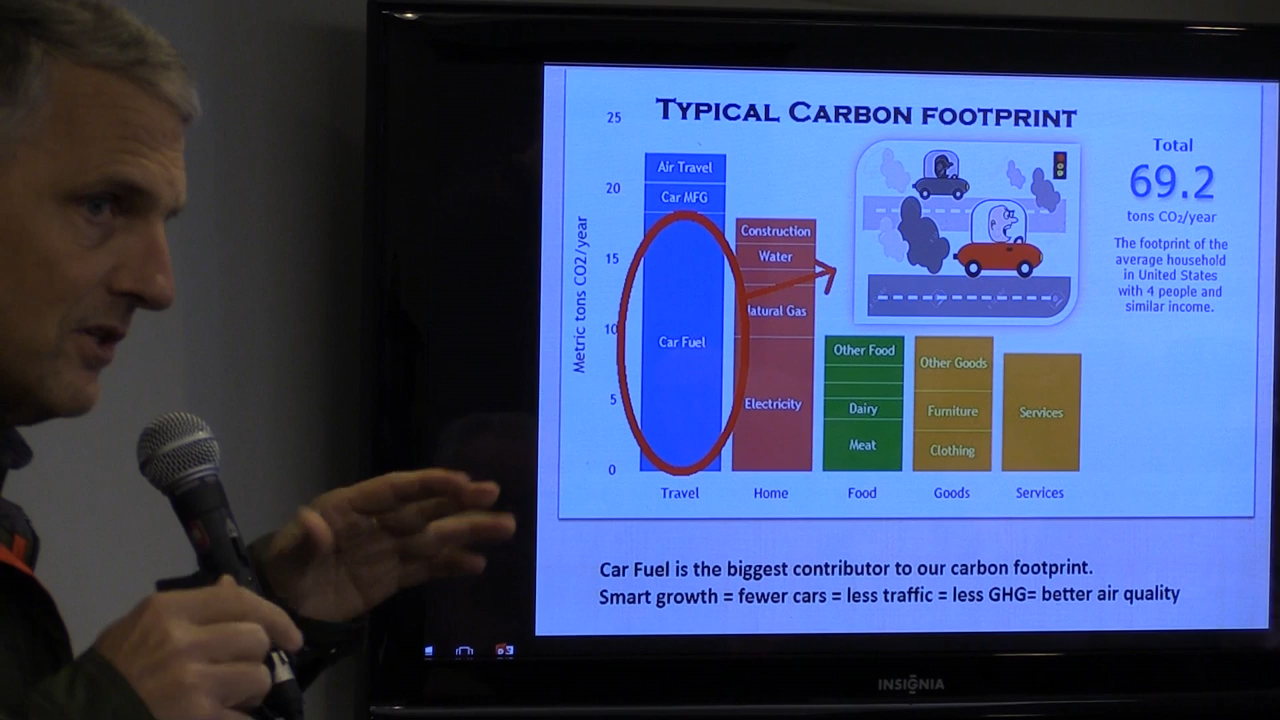 TYPICAL CARBON FOOTPRINT
25
20
15
10
5
0
Metric tons CO2/year
Air Travel
Car MFG
Car Fuel
Construction
Water
Natural Gas
Electricity
Other Food
Dairy
Meat
Other Goods
Furniture
Clothing
Services
Travel
Home
Food
Goods
Services
Total
69.2
tons CO2/year
The footprint of the
average household
in United States
with 4 people and
similar income.
Car Fuel is the biggest contributor to our carbon footprint.
Smart growth = fewer cars = less traffic = less GHG= better air quality
INSIGNIA